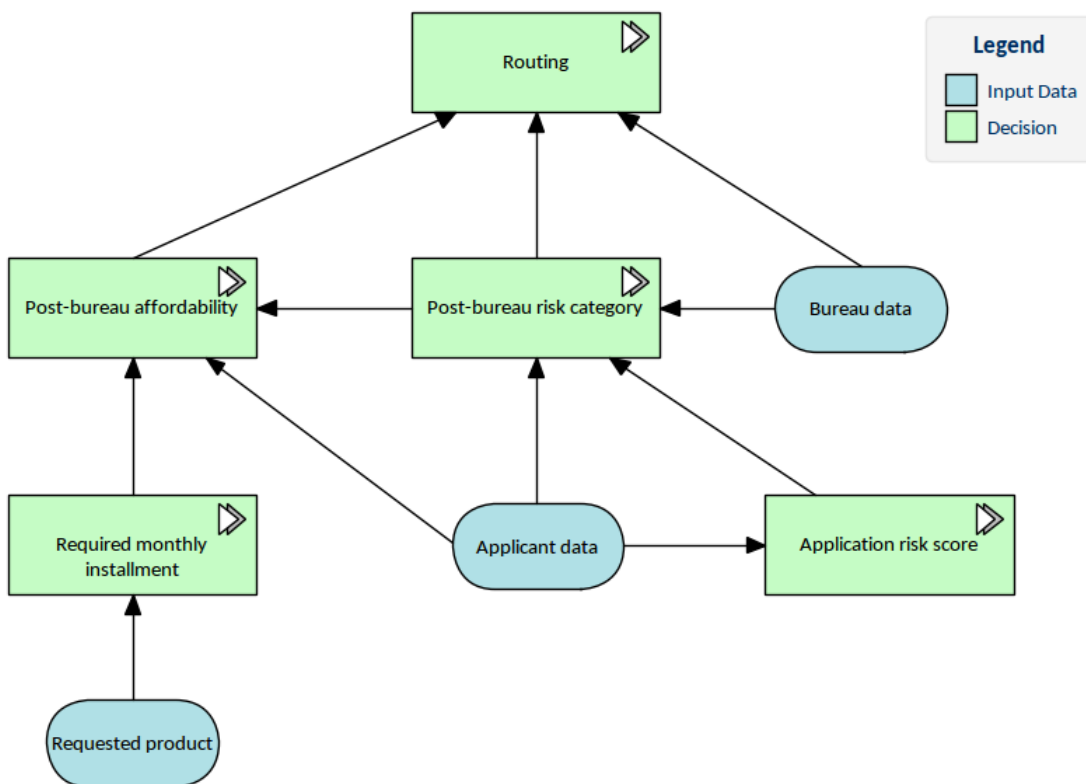 Routing
Legend
Input Data
Decision
Post-bureau affordability
Post-bureau risk category
Bureau data
Required monthly
installment
Applicant data
Application risk score
Requested product